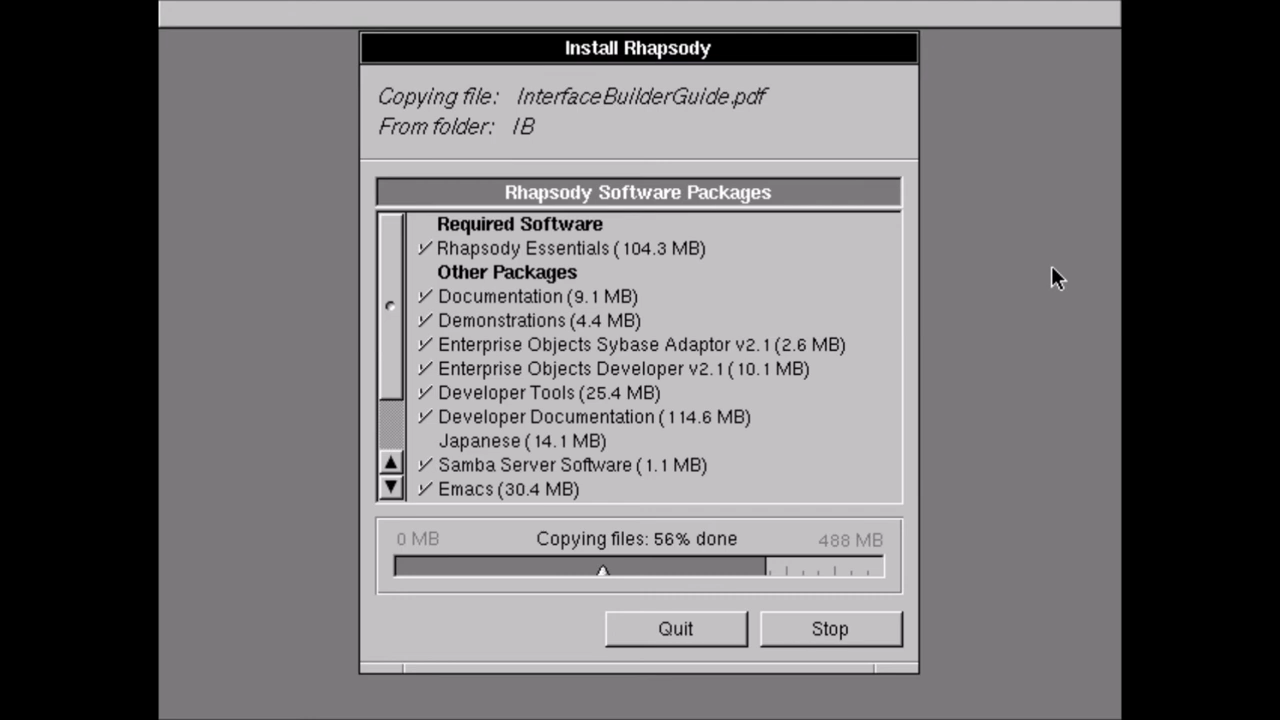 Install Rhapsody
Copying file: InterfaceBuilderGuide.pdf
From folder: IB
Rhapsody Software Packages
Required Software
Rhapsody Essentials (104.3 MB)
Other Packages
Documentation (9.1 MB)
Demonstrations (4.4 MB)
Enterprise Objects Sybase Adaptor v2.1 (2.6 MB)
Enterprise Objects Developer v2.1 (10.1 MB)
Developer Tools (25.4 MB)
Developer Documentation (114.6 MB)
Japanese (14.1 MB)
Samba Server Software (1.1 MB)
Emacs (30.4 MB)
0 MB Copying files: 56% done 488 MB
Quit Stop